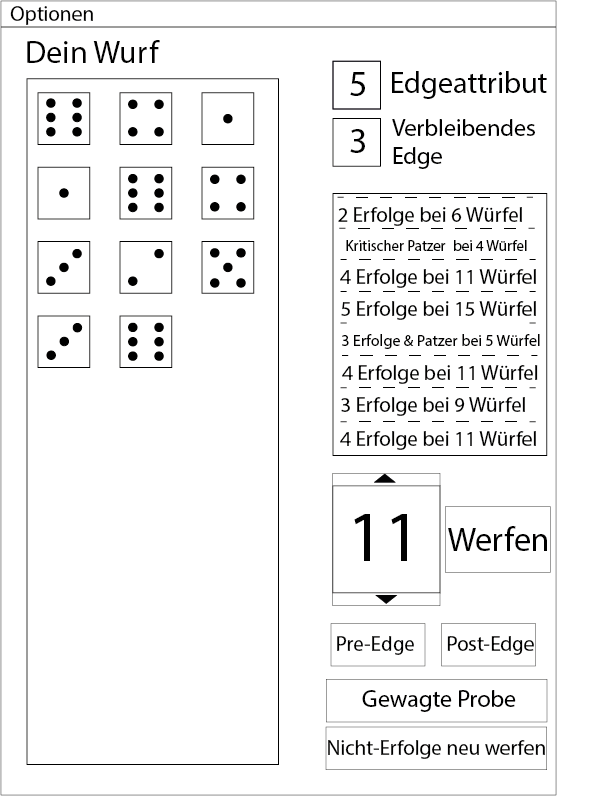 Optionen
Dein Wurf
5 Edgeattribut
3 Verbleibendes
Edge
2 Erfolge bei 6 Würfel
Kritischer Patzer bei 4 Würfel
4 Erfolge bei 11 Würfel
5 Erfolge bei 15 Würfel
3 Erfolge & Patzer bei 5 Würfel
4 Erfolge bei 11 Würfel
3 Erfolge bei 9 Würfel
4 Erfolge bei 11 Würfel
11 Werfen
Pre-Edge Post-Edge
Gewagte Probe
Nicht-Erfolge neu werfen